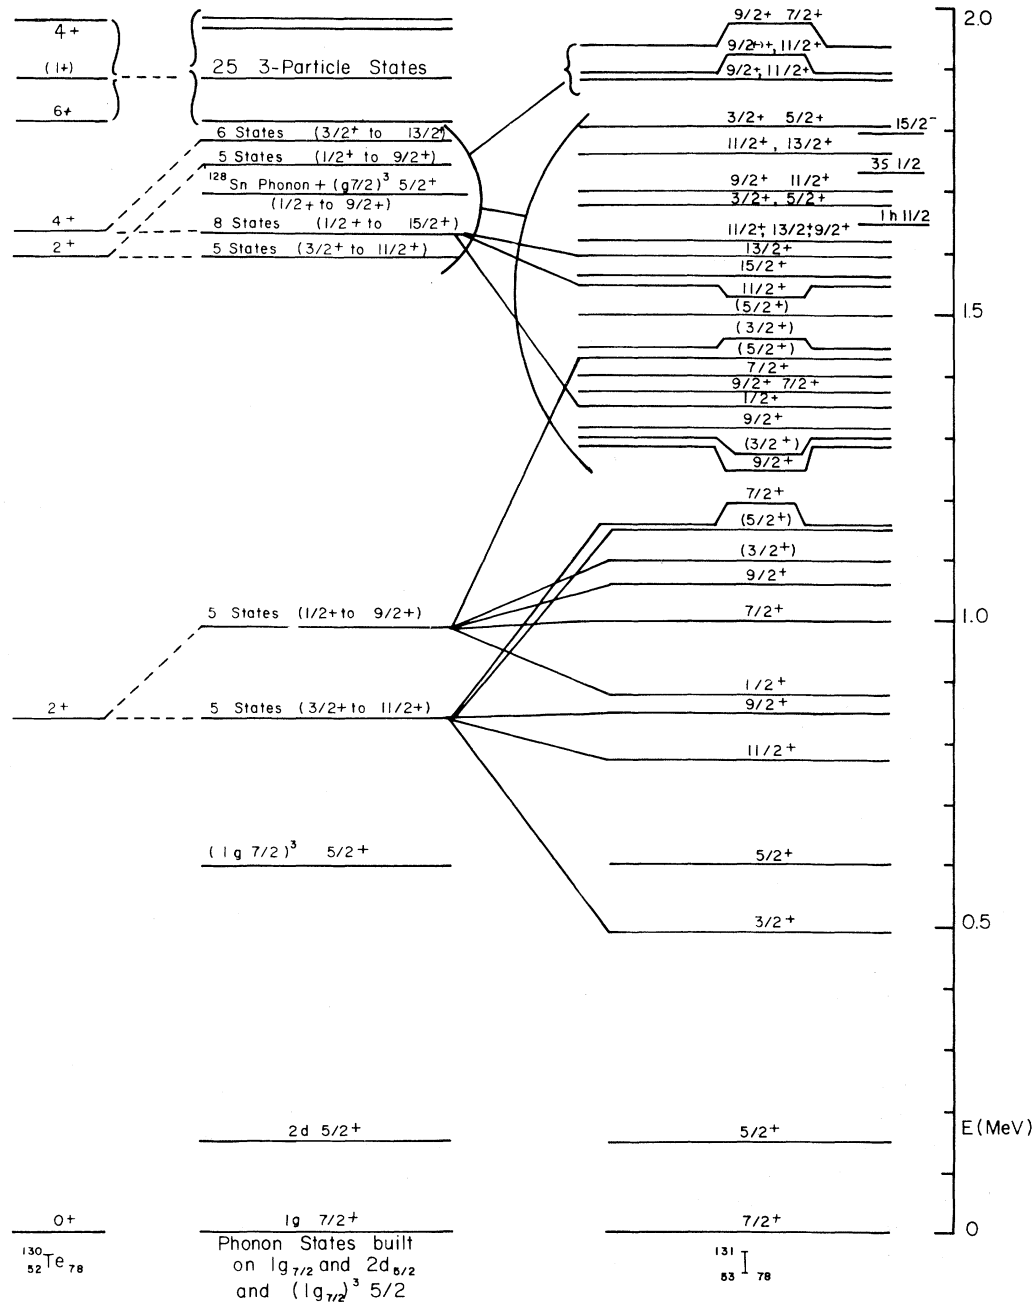 4+
(1+)
6+
4+
2+
2+
0+
¹³⁰₅₂Te₇₈
25 3-Particle States
6 States (3/2+ to 13/2+
5 States (1/2+ to 9/2+)
¹²⁸Sn Phonon + (g7/2)³ 5/2+
(1/2+ to 9/2+)
8 States (1/2+ to 15/2+)
5 States (3/2+ to 11/2+)
5 States (1/2+ to 9/2+)
5 States (3/2+ to 11/2+)
(1g 7/2)³ 5/2+
2d 5/2+
1g 7/2+
Phonon States built
on 1g₇/₂ and 2d₅/₂
and (1g₇/₂)³ 5/2
9/2+ 7/2+
, 11/2+
9/2+, 11/2+
3/2+ 5/2+
11/2+, 13/2+
9/2+ 11/2+
3/2+, 5/2+
11/2+, 13/2+, 9/2+
13/2+
15/2+
11/2+
(5/2+)
(3/2+)
(5/2+)
7/2+
9/2+ 7/2+
1/2+
9/2+
(3/2+)
9/2+
7/2+
(5/2+)
(3/2+)
9/2+
7/2+
1/2+
9/2+
11/2+
5/2+
3/2+
5/2+
7/2+
¹³¹₅₃I₇₈
15/2-
3S 1/2
1h 11/2
2.0
1.5
1.0
0.5
E(MeV)
0